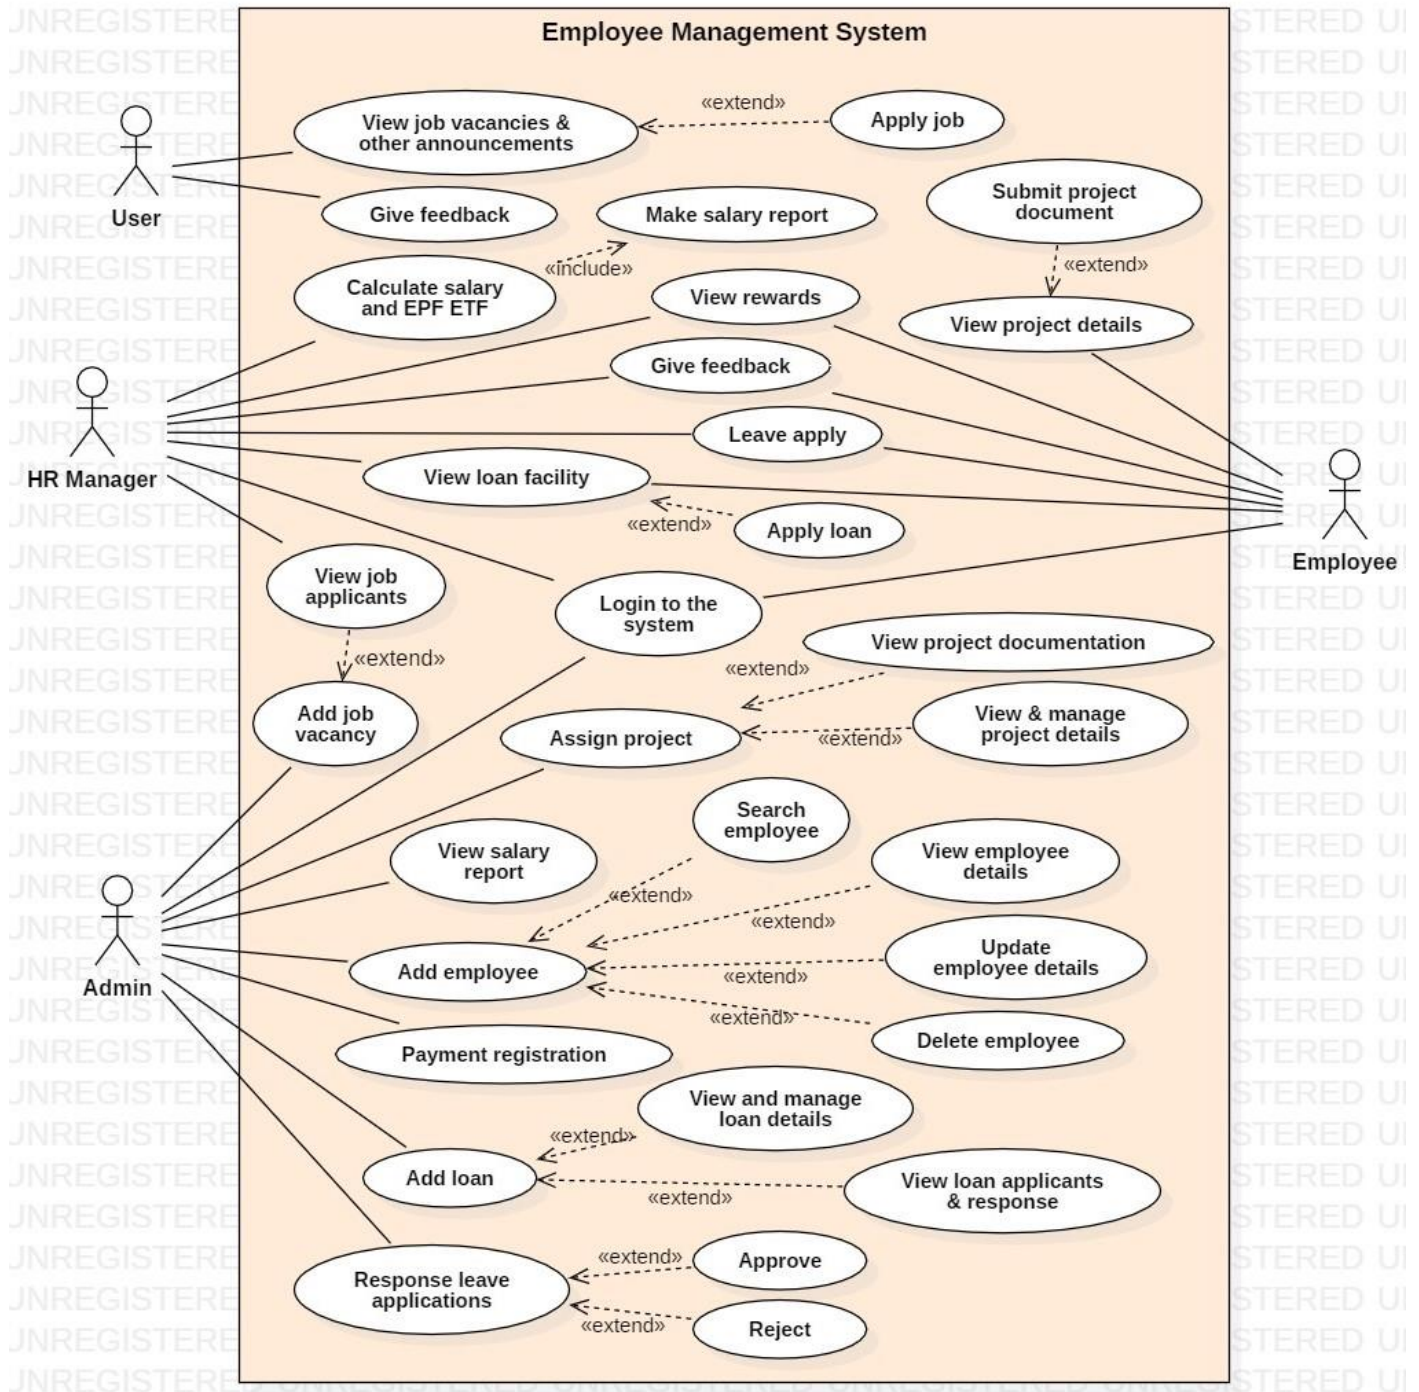 Employee Management System
«extend»
Apply job
View job vacancies &
other announcements
User
Give feedback
Make salary report
Submit project
document
«include»
«extend»
Calculate salary
and EPF ETF
View rewards
View project details
Give feedback
HR Manager
Leave apply
View loan facility
«extend»
Apply loan
Employee
View job
applicants
Login to the
system
View project documentation
«extend»
«extend»
Add job
vacancy
Assign project
«extend»
View & manage
project details
Search
employee
View salary
report
View employee
details
«extend»
«extend»
Admin
Add employee
«extend»
Update
employee details
«extend»
Delete employee
Payment registration
View and manage
loan details
«extend»
Add loan
«extend»
View loan applicants
& response
«extend»
Approve
Response leave
applications
«extend»
Reject
UNREGISTERED UNREGISTERED UNREGISTERED UNREGISTERED